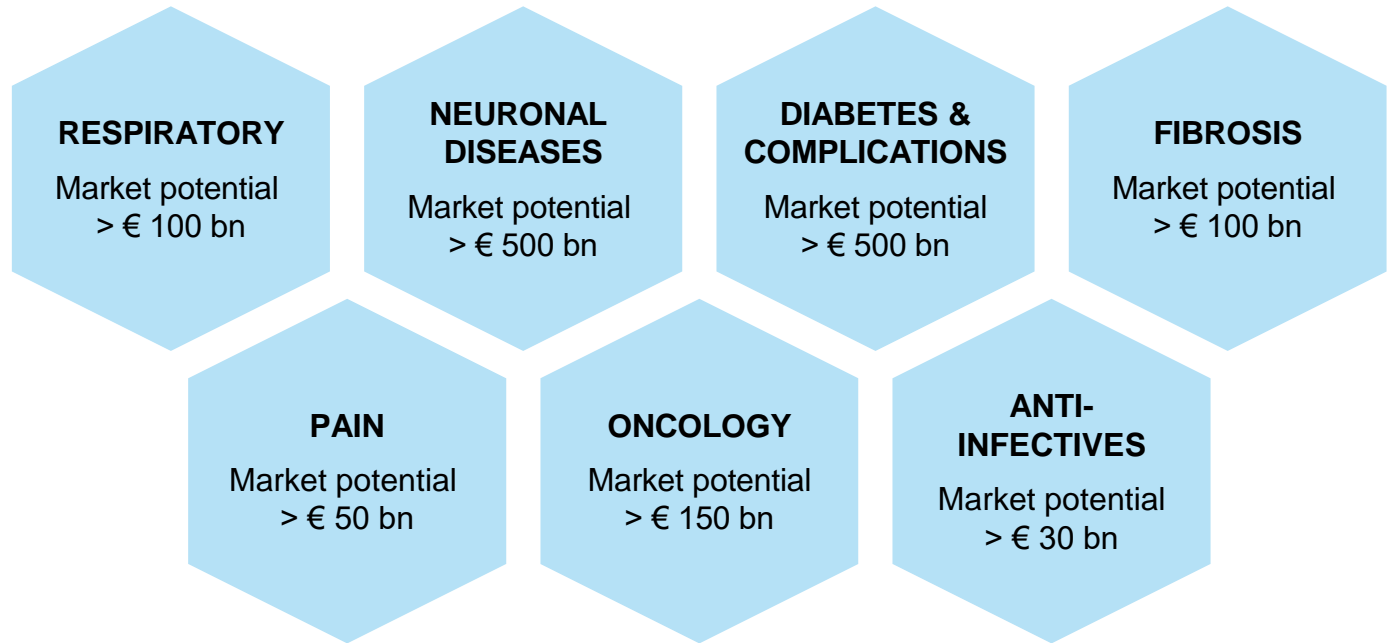 RESPIRATORY
Market potential
> € 100 bn
NEURONAL
DISEASES
Market potential
> € 500 bn
DIABETES &
COMPLICATIONS
Market potential
> € 500 bn
FIBROSIS
Market potential
> € 100 bn
PAIN
Market potential
> € 50 bn
ONCOLOGY
Market potential
> € 150 bn
ANTI-
INFECTIVES
Market potential
> € 30 bn